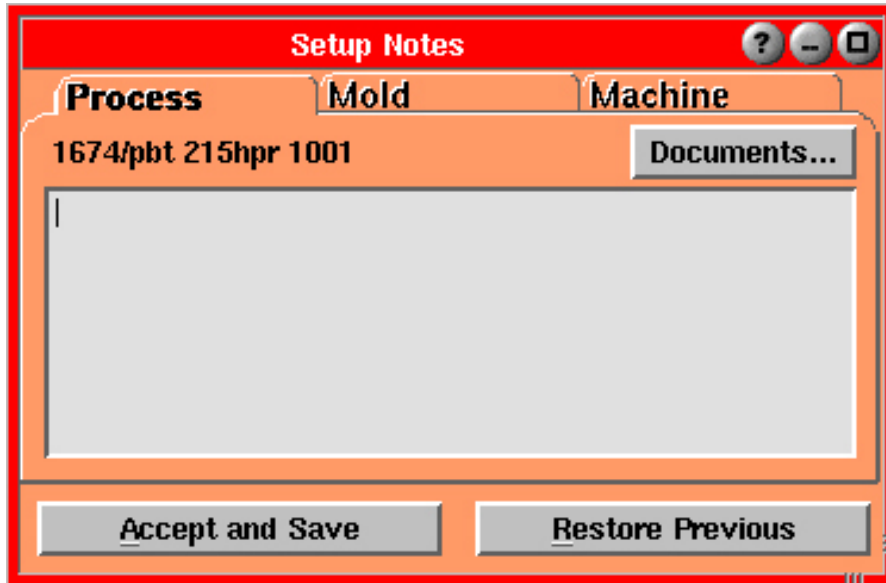 Setup Notes ?
Process Mold Machine
1674/pbt 215hpr 1001 Documents...
Accept and Save Restore Previous